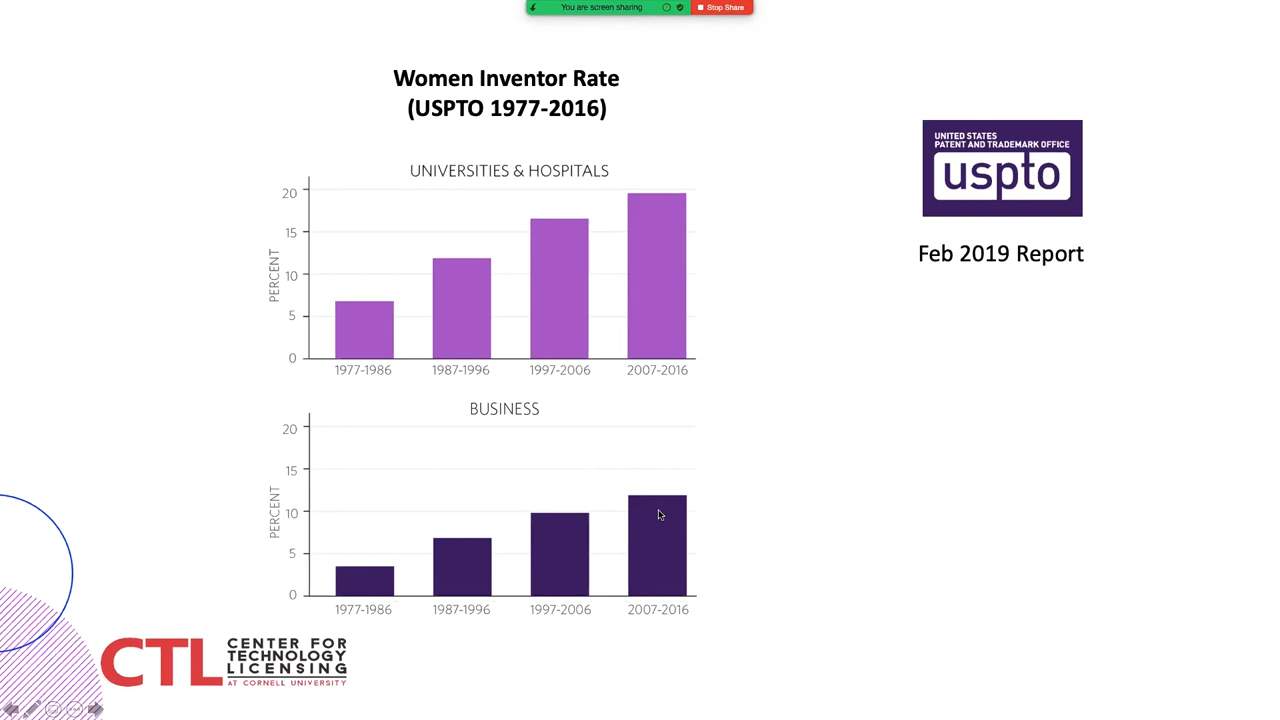 You are screen sharing
Stop Share
Women Inventor Rate
(USPTO 1977-2016)
UNITED STATES
PATENT AND TRADEMARK OFFICE
uspto
Feb 2019 Report
UNIVERSITIES & HOSPITALS
PERCENT
20
15
10
5
0
1977-1986 1987-1996 1997-2006 2007-2016
BUSINESS
PERCENT
20
15
10
5
0
1977-1986 1987-1996 1997-2006 2007-2016
CTL
CENTER FOR
TECHNOLOGY
LICENSING
AT CORNELL UNIVERSITY